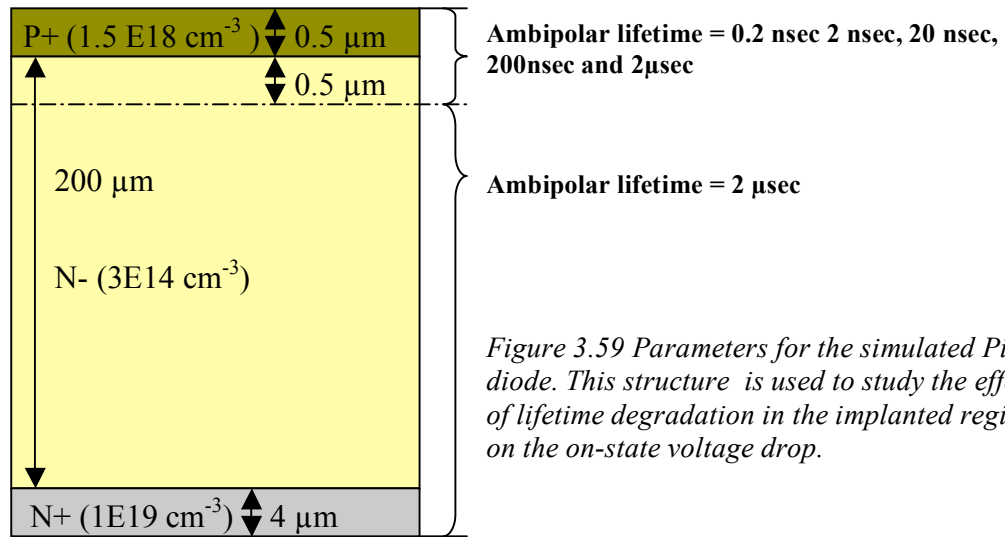 P+ (1.5 E18 cm-3 ) 0.5 µm
0.5 µm
200 µm
N- (3E14 cm-3)
N+ (1E19 cm-3) 4 µm
Ambipolar lifetime = 0.2 nsec 2 nsec, 20 nsec,
200nsec and 2µsec
Ambipolar lifetime = 2 µsec
Figure 3.59 Parameters for the simulated
diode. This structure is used to study the
of lifetime degradation in the implanted
on the on-state voltage drop.